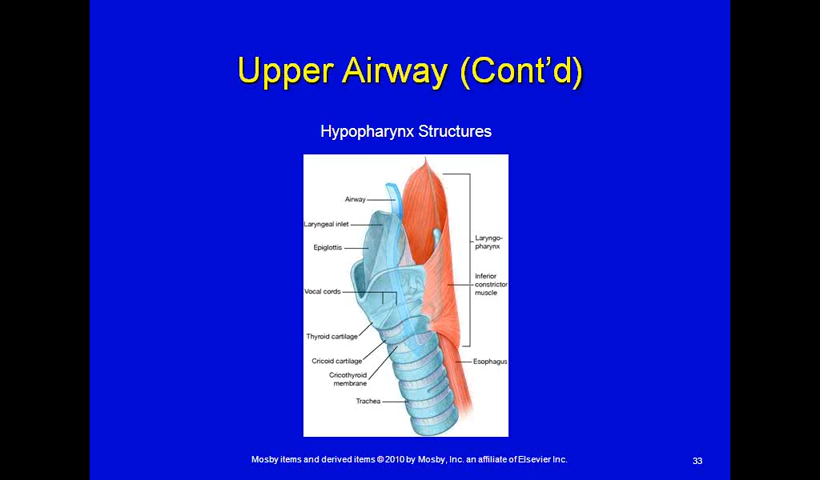 Upper Airway (Cont'd)
Hypopharynx Structures
Airway
Laryngeal inlet
Epiglottis
Vocal cords
Thyroid cartilage
Cricoid cartilage
Cricothyroid
membrane
Trachea
Laryngo-
pharynx
Inferior
constrictor
muscle
Esophagus
Mosby items and derived items © 2010 by Mosby, Inc. an affiliate of Elsevier Inc.
33